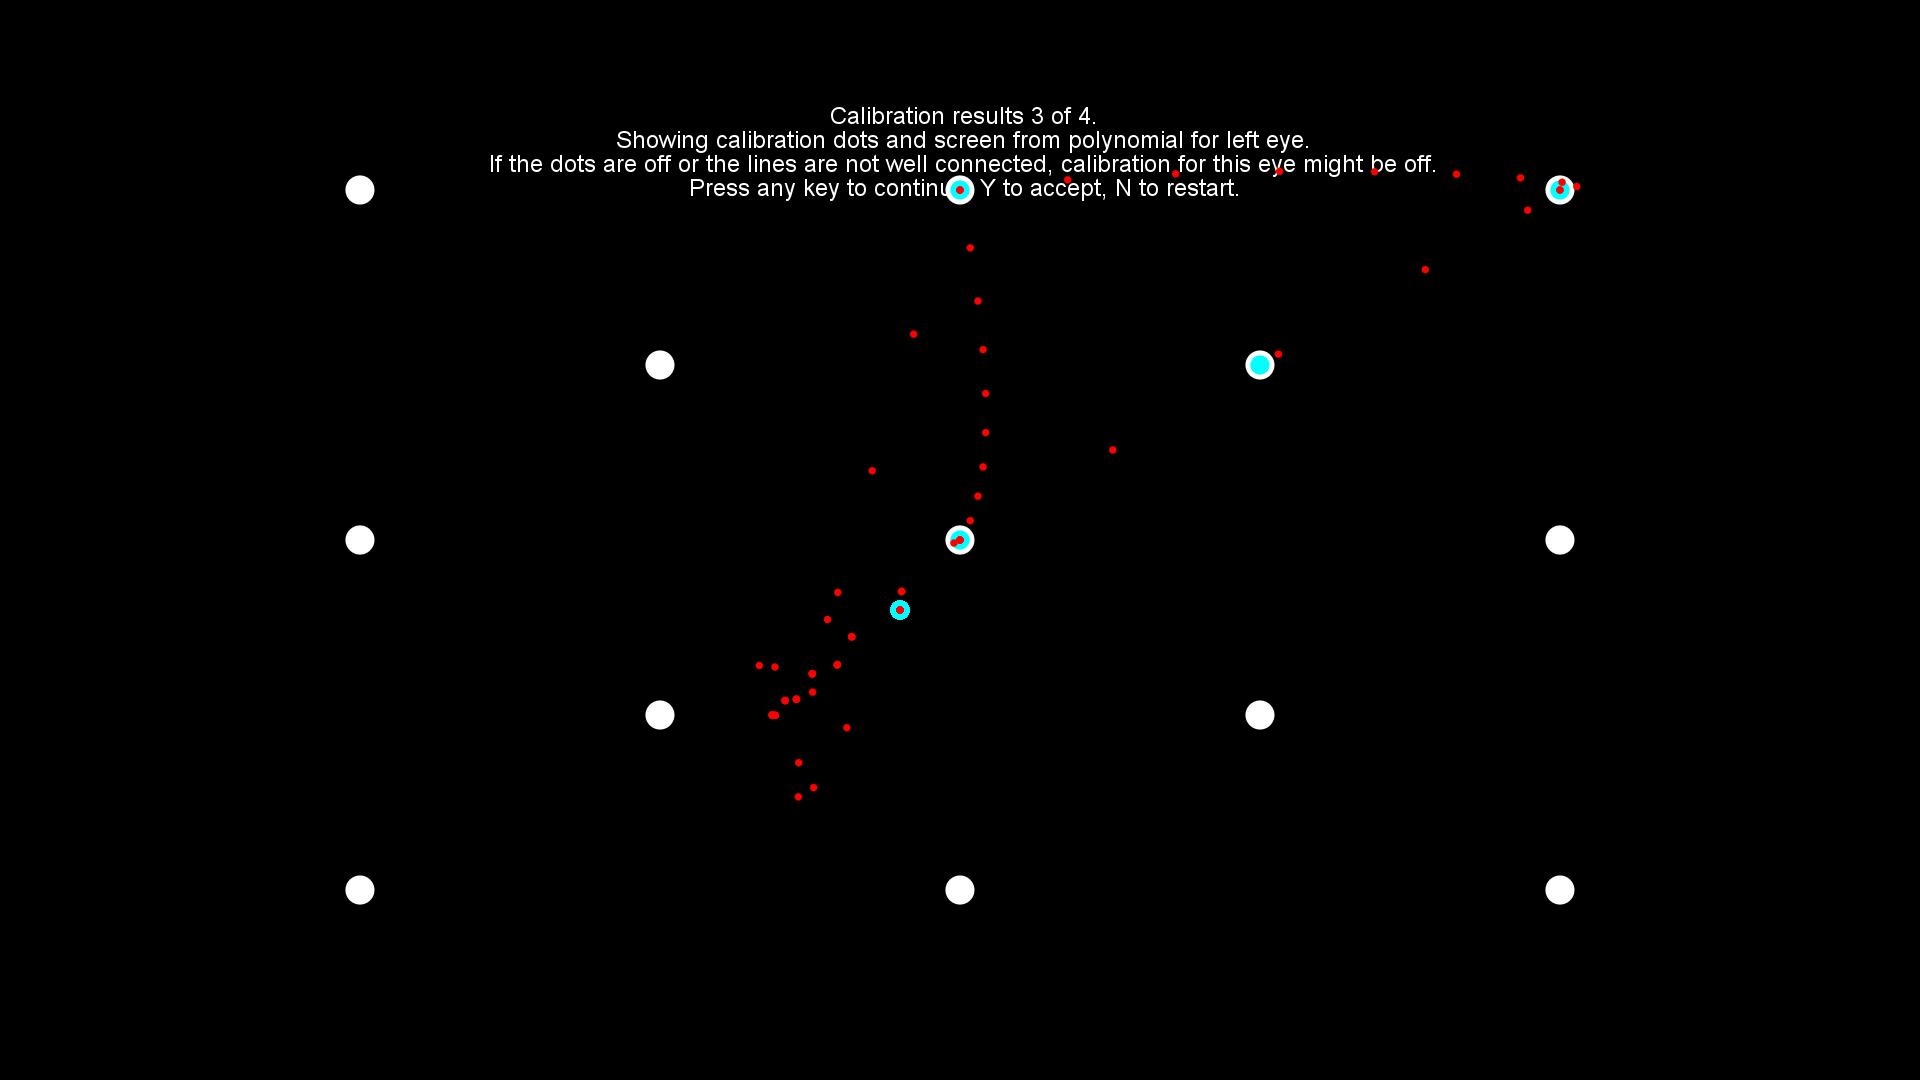 Calibration results 3 of 4.
Showing calibration dots and screen from polynomial for left eye.
If the dots are off or the lines are not well connected, calibration for this eye might be off.
Press any key to continu Y to accept, N to restart.